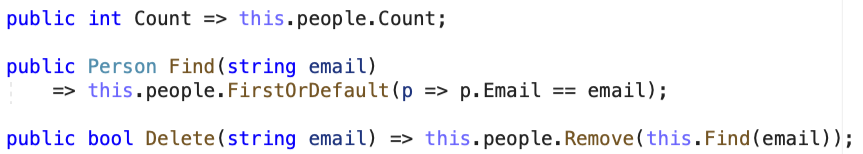 public int Count => this.people.Count;
public Person Find(string email)
=> this.people.FirstOrDefault(p => p.Email == email);
public bool Delete(string email) => this.people.Remove(this.Find(email));